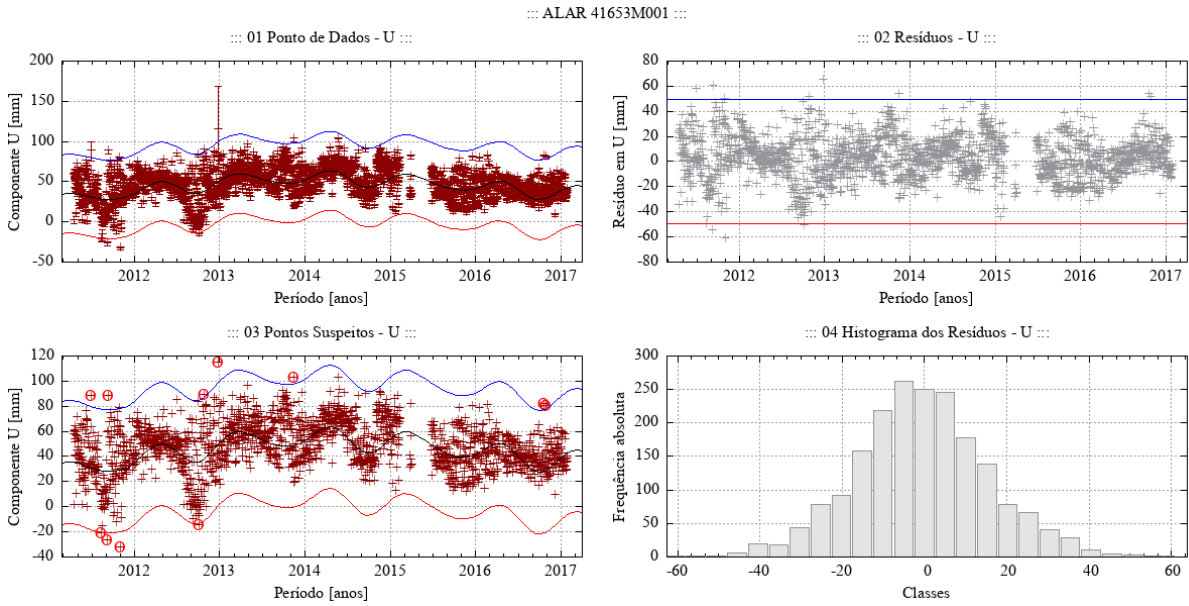 ::: ALAR 41653M001 :::
::: 01 Ponto de Dados - U :::
200
150
100
50
0
-50
Componente U [mm]
2012 2013 2014 2015 2016 2017
Período [anos]
::: 02 Resíduos - U :::
80
60
40
20
0
-20
-40
-60
-80
Resíduo em U [mm]
2012 2013 2014 2015 2016 2017
Período [anos]
::: 03 Pontos Suspeitos - U :::
120
100
80
60
40
20
0
-20
-40
Componente U [mm]
2012 2013 2014 2015 2016 2017
Período [anos]
::: 04 Histograma dos Resíduos - U :::
300
250
200
150
100
50
0
Frequência absoluta
-60 -40 -20 0 20 40 60
Classes